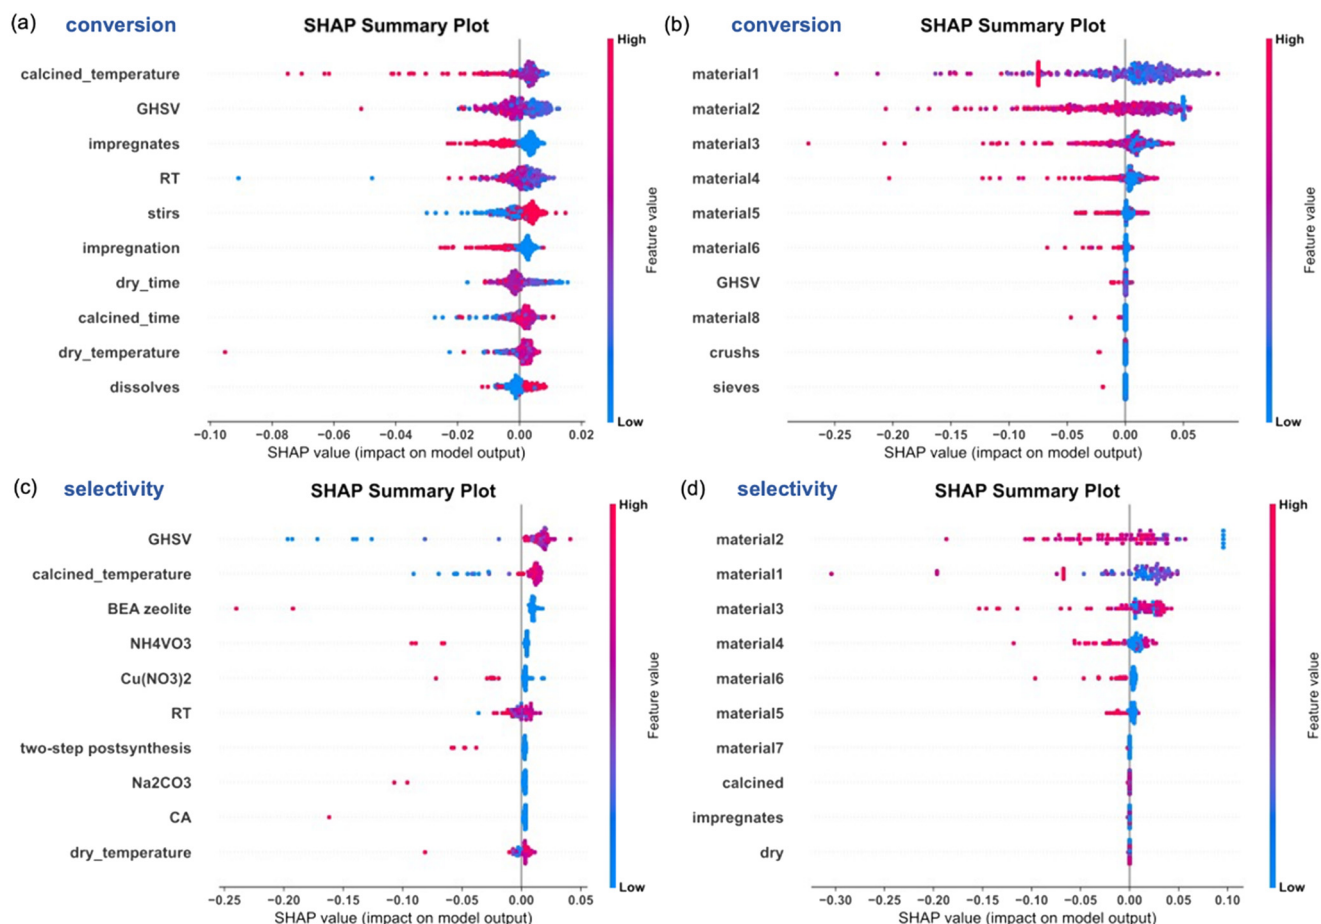 (a) conversion SHAP Summary Plot
High
calcined_temperature
GHSV
impregnates
RT
stirs
impregnation
dry_time
calcined_time
dry_temperature
dissolves
Low
Feature value
−0.10 −0.08 −0.06 −0.04 −0.02 0.00 0.02
SHAP value (impact on model output)
(b) conversion SHAP Summary Plot
High
material1
material2
material3
material4
material5
material6
GHSV
material8
crushs
sieves
Low
Feature value
−0.25 −0.20 −0.15 −0.10 −0.05 0.00 0.05
SHAP value (impact on model output)
(c) selectivity SHAP Summary Plot
High
GHSV
calcined_temperature
BEA zeolite
NH4VO3
Cu(NO3)2
RT
two-step postsynthesis
Na2CO3
CA
dry_temperature
Low
Feature value
−0.25 −0.20 −0.15 −0.10 −0.05 0.00 0.05
SHAP value (impact on model output)
(d) selectivity SHAP Summary Plot
High
material2
material1
material3
material4
material6
material5
material7
calcined
impregnates
dry
Low
Feature value
−0.30 −0.20 −0.30 −0.10 −0.05 0.00 0.05 0.10
SHAP value (impact on model output)